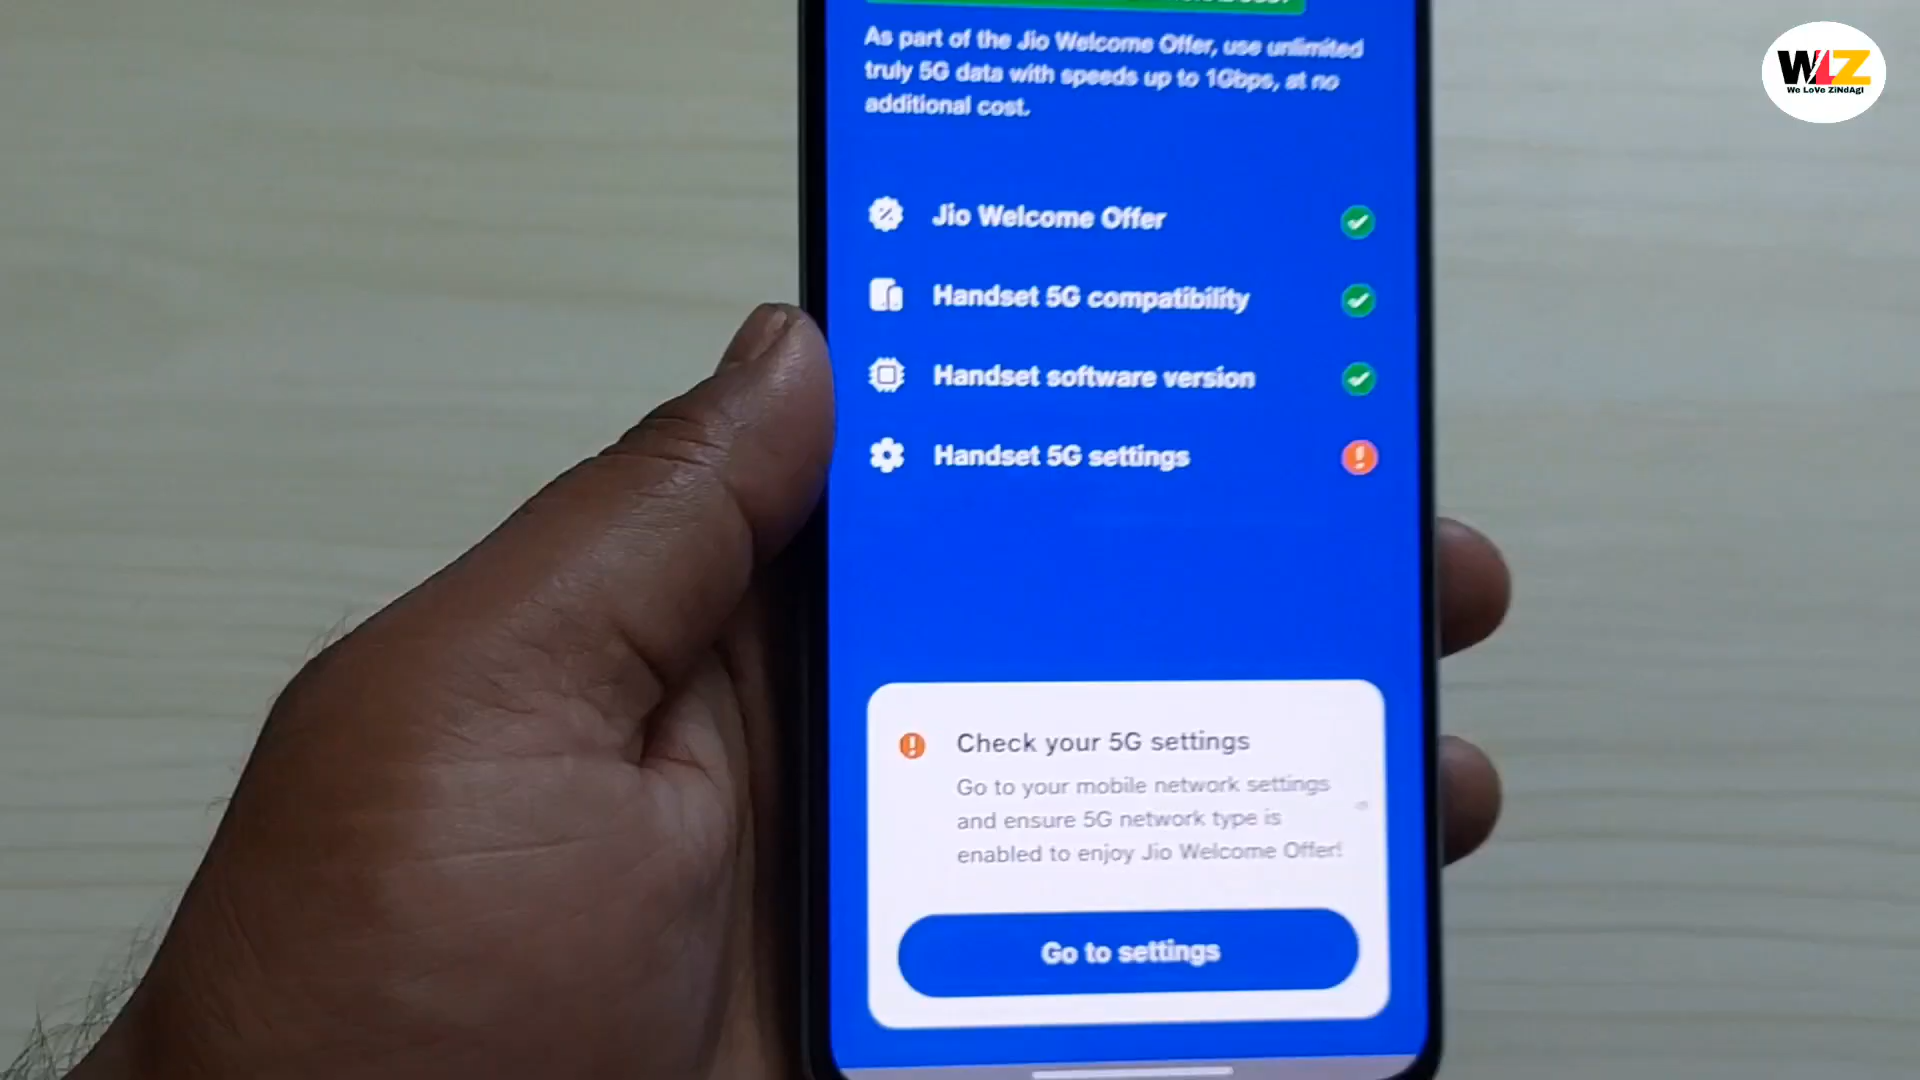 As part of the Jio Welcome Offer, use unlimited
truly 5G data with speeds up to 1Gbps, at no
additional cost.
WLZ
We LoVe ZiNdAgI
Jio Welcome Offer
Handset 5G compatibility
Handset software version
Handset 5G settings
Check your 5G settings
Go to your mobile network settings
and ensure 5G network type is
enabled to enjoy Jio Welcome Offer!
Go to settings